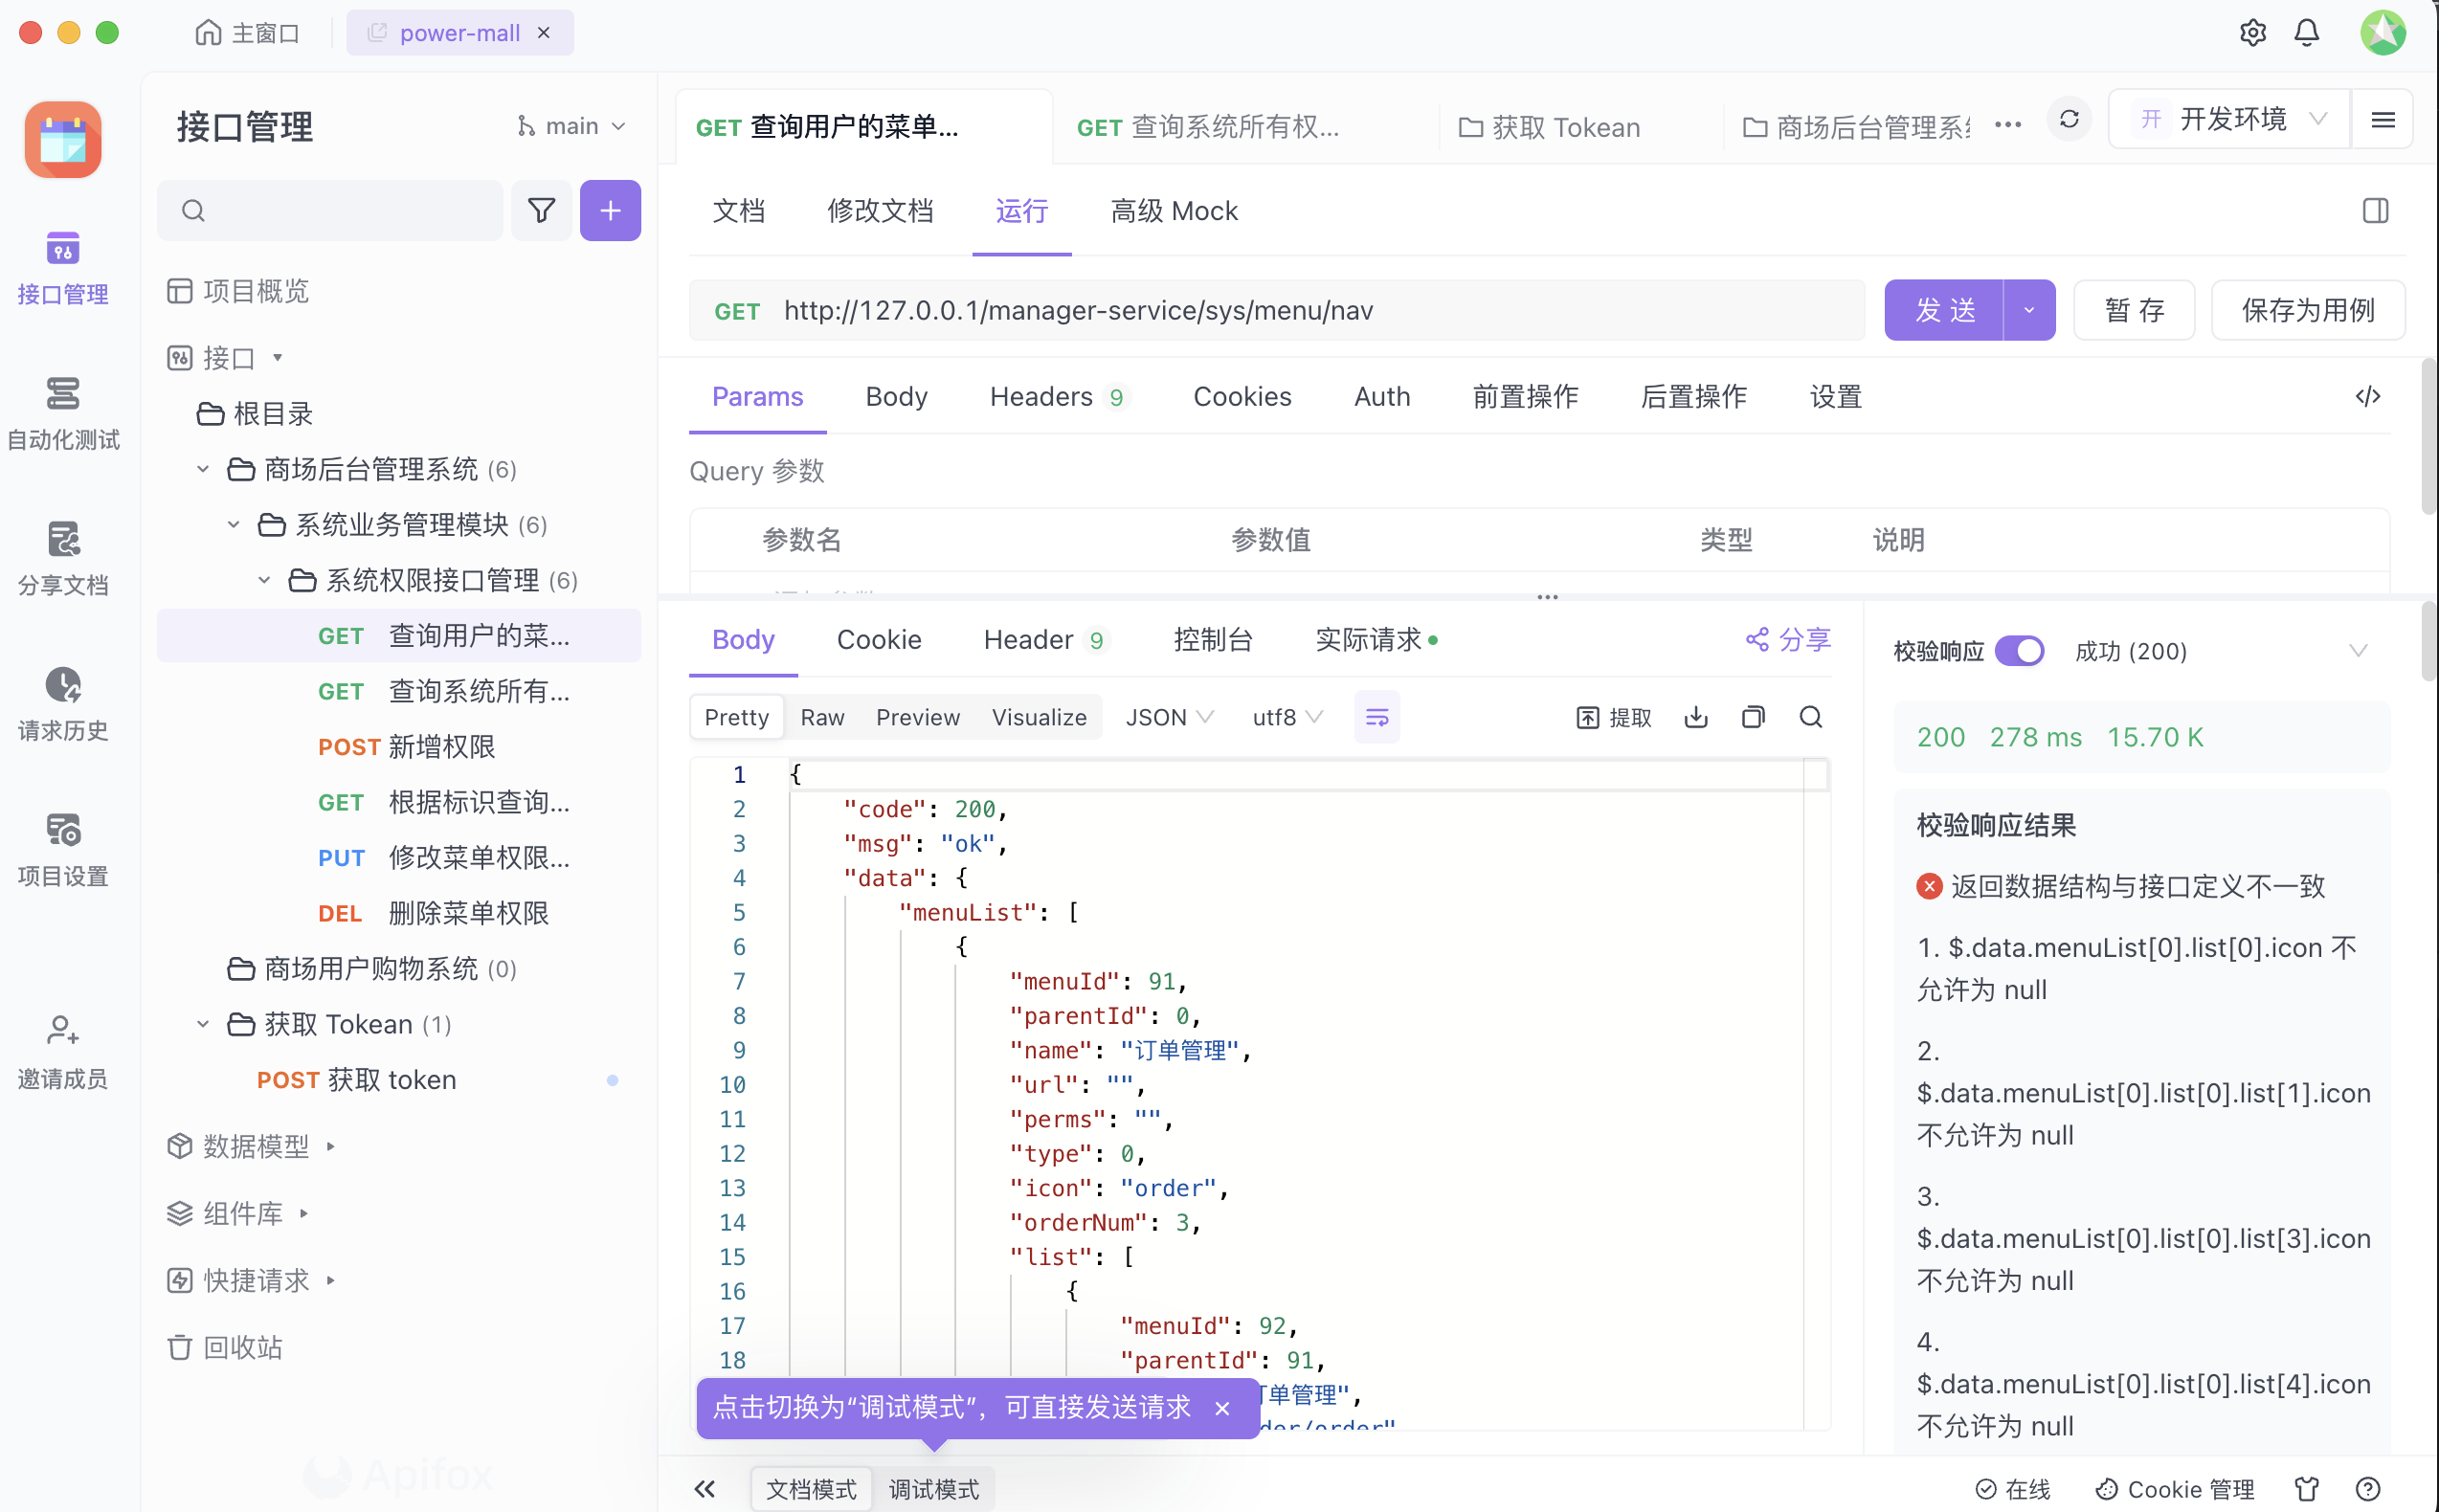 主窗口
power-mall
接口管理
自动化测试
分享文档
请求历史
项目设置
邀请成员
接口管理
main
项目概览
接口
根目录
商场后台管理系统 (6)
系统业务管理模块 (6)
系统权限接口管理 (6)
GET 查询用户的菜...
GET 查询系统所有...
POST 新增权限
GET 根据标识查询...
PUT 修改菜单权限...
DEL 删除菜单权限
商场用户购物系统 (0)
获取 Tokean (1)
POST 获取 token
数据模型
组件库
快捷请求
回收站
Apifox
GET 查询用户的菜单...
GET 查询系统所有权...
获取 Tokean
商场后台管理系
开 开发环境
文档 修改文档 运行 高级 Mock
GET http://127.0.0.1/manager-service/sys/menu/nav
发 送
暂 存
保存为用例
Params Body Headers 9 Cookies Auth 前置操作 后置操作 设置
Query 参数
参数名 参数值 类型 说明
Body Cookie Header 9 控制台 实际请求
分享
Pretty Raw Preview Visualize JSON utf8
提取
1 {
2 "code": 200,
3 "msg": "ok",
4 "data": {
5 "menuList": [
6 {
7 "menuId": 91,
8 "parentId": 0,
9 "name": "订单管理",
10 "url": "",
11 "perms": "",
12 "type": 0,
13 "icon": "order",
14 "orderNum": 3,
15 "list": [
16 {
17 "menuId": 92,
18 "parentId": 91,
单管理",
der/order"
点击切换为“调试模式”，可直接发送请求
校验响应 成功 (200)
200 278 ms 15.70 K
校验响应结果
返回数据结构与接口定义不一致
1. $.data.menuList[0].list[0].icon 不
允许为 null
2.
$.data.menuList[0].list[0].list[1].icon
不允许为 null
3.
$.data.menuList[0].list[0].list[3].icon
不允许为 null
4.
$.data.menuList[0].list[0].list[4].icon
不允许为 null
文档模式 调试模式
在线
Cookie 管理